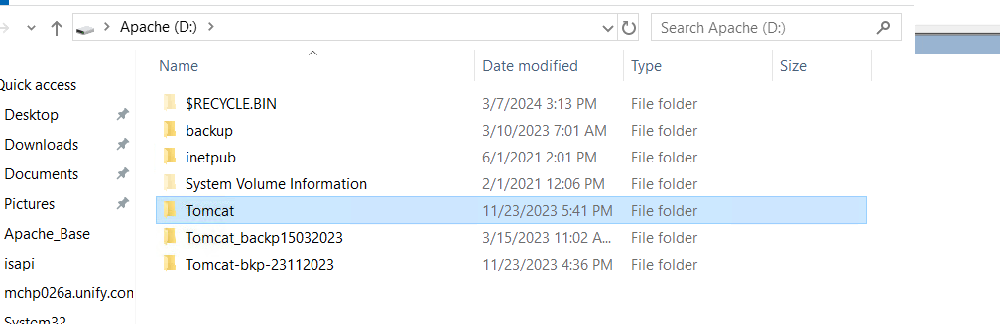 Apache (D:)
Search Apache (D:)
Name Date modified Type Size
Quick access
Desktop
Downloads
Documents
Pictures
Apache_Base
isapi
mchp026a.unify.com
System32
$RECYCLE.BIN 3/7/2024 3:13 PM File folder
backup 3/10/2023 7:01 AM File folder
inetpub 6/1/2021 2:01 PM File folder
System Volume Information 2/1/2021 12:06 PM File folder
Tomcat 11/23/2023 5:41 PM File folder
Tomcat_backp15032023 3/15/2023 11:02 A... File folder
Tomcat-bkp-23112023 11/23/2023 4:36 PM File folder